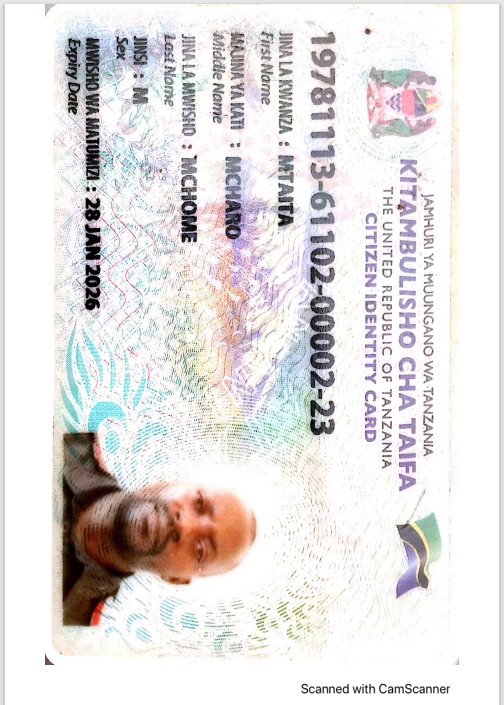 JAMHURI YA MUUNGANO WA TANZANIA
KITAMBULISHO CHA TAIFA
THE UNITED REPUBLIC OF TANZANIA
CITIZEN IDENTITY CARD
19781113-61102-00002-23
JINA LA KWANZA : MTAITA
First Name
MAJINA YA KATI : MCHARO
Middle Name
JINA LA MWISHO : MCHOME
Last Name
JINSI : M
Sex
MWISHO WA MATUMIZI : 28 JAN 2026
Expiry Date
Scanned with CamScanner